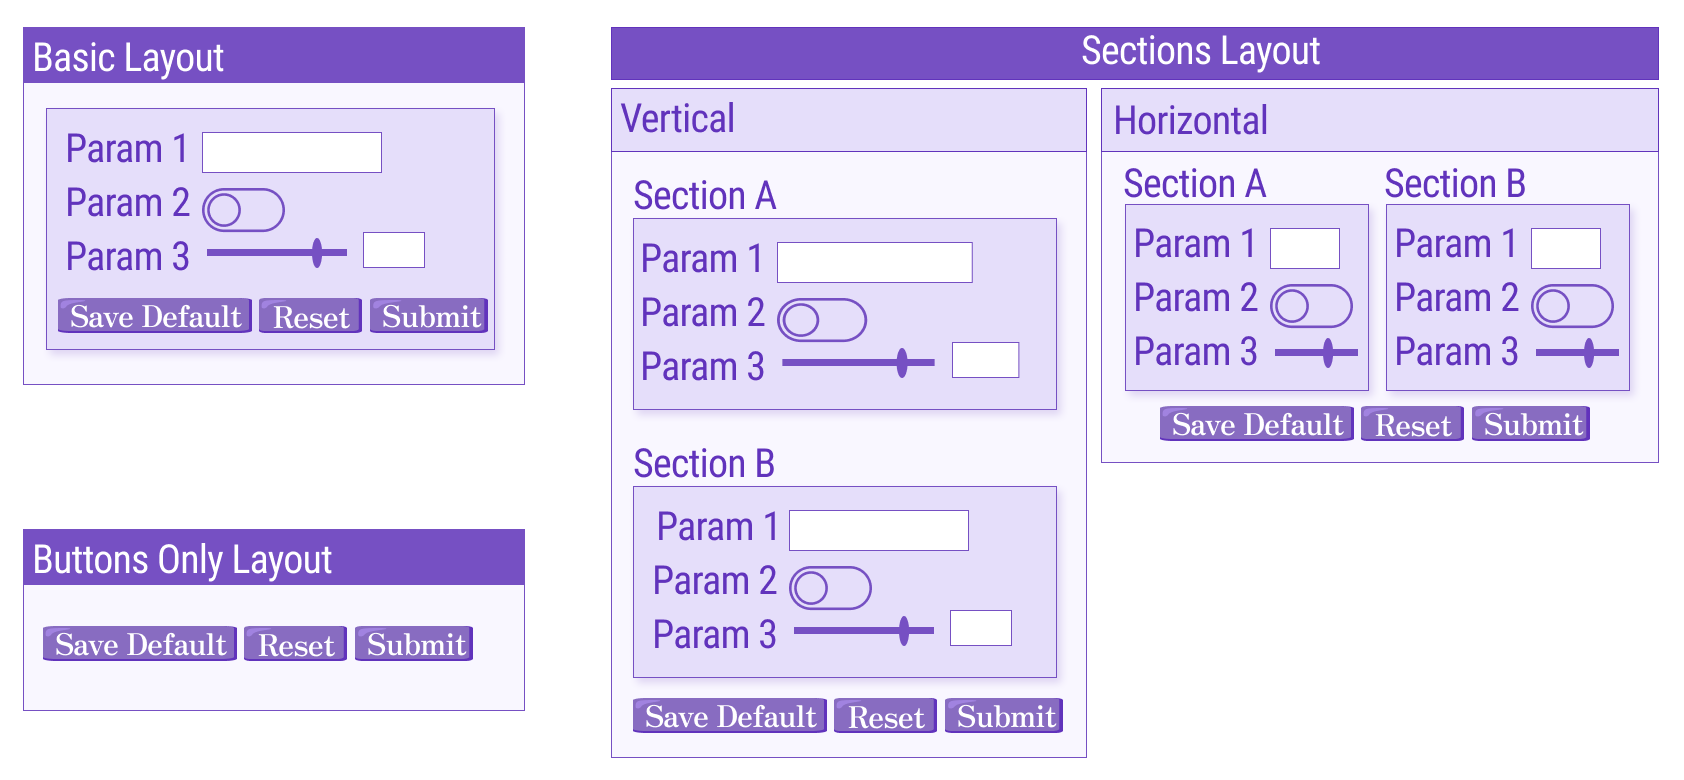 Basic Layout
Param 1
Param 2
Param 3
Save Default Reset Submit
Buttons Only Layout
Save Default Reset Submit
Sections Layout
Vertical
Section A
Param 1
Param 2
Param 3
Section B
Param 1
Param 2
Param 3
Save Default Reset Submit
Horizontal
Section A
Param 1
Param 2
Param 3
Section B
Param 1
Param 2
Param 3
Save Default Reset Submit